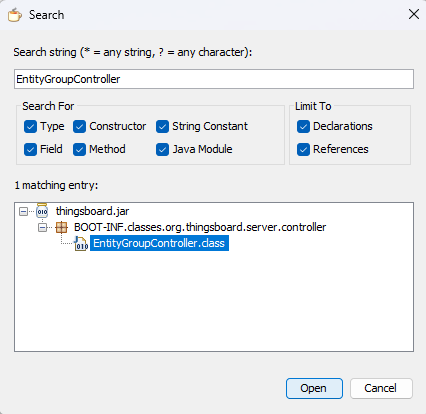 Search
Search string (* = any string, ? = any character):
EntityGroupController
Search For
Limit To
Type
Constructor
String Constant
Declarations
Field
Method
Java Module
References
1 matching entry:
thingsboard.jar
BOOT-INF.classes.org.thingsboard.server.controller
EntityGroupController.class
Open
Cancel